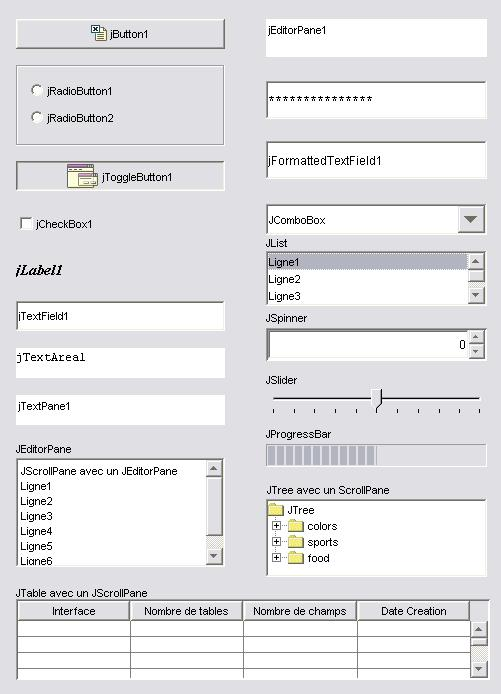 jButton1
jRadioButton1
jRadioButton2
jToggleButton1
jCheckBox1
jLabel1
jTextField1
jTextArea1
jTextPane1
JEditorPane
JScrollPane avec un JEditorPane
Ligne1
Ligne2
Ligne3
Ligne4
Ligne5
Ligne6
jEditorPane1
***************
jFormattedTextField1
JComboBox
JList
Ligne1
Ligne2
Ligne3
JSpinner
0
JSlider
JProgressBar
JTree avec un ScrollPane
JTree
colors
sports
food
JTable avec un JScrollPane
Interface Nombre de tables Nombre de champs Date Creation